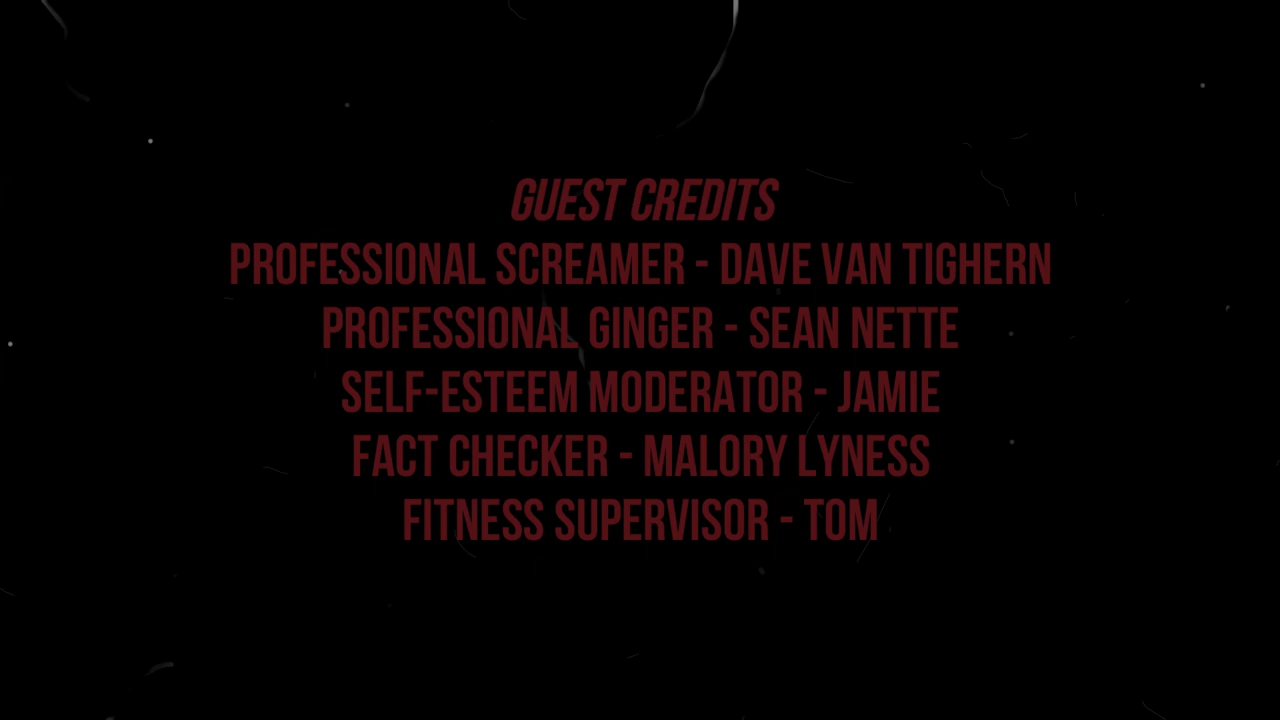 GUEST CREDITS
PROFESSIONAL SCREAMER - DAVE VAN TIGHERN
PROFESSIONAL GINGER - SEAN NETTE
SELF-ESTEEM MODERATOR - JAMIE
FACT CHECKER - MALORY LYNESS
FITNESS SUPERVISOR - TOM